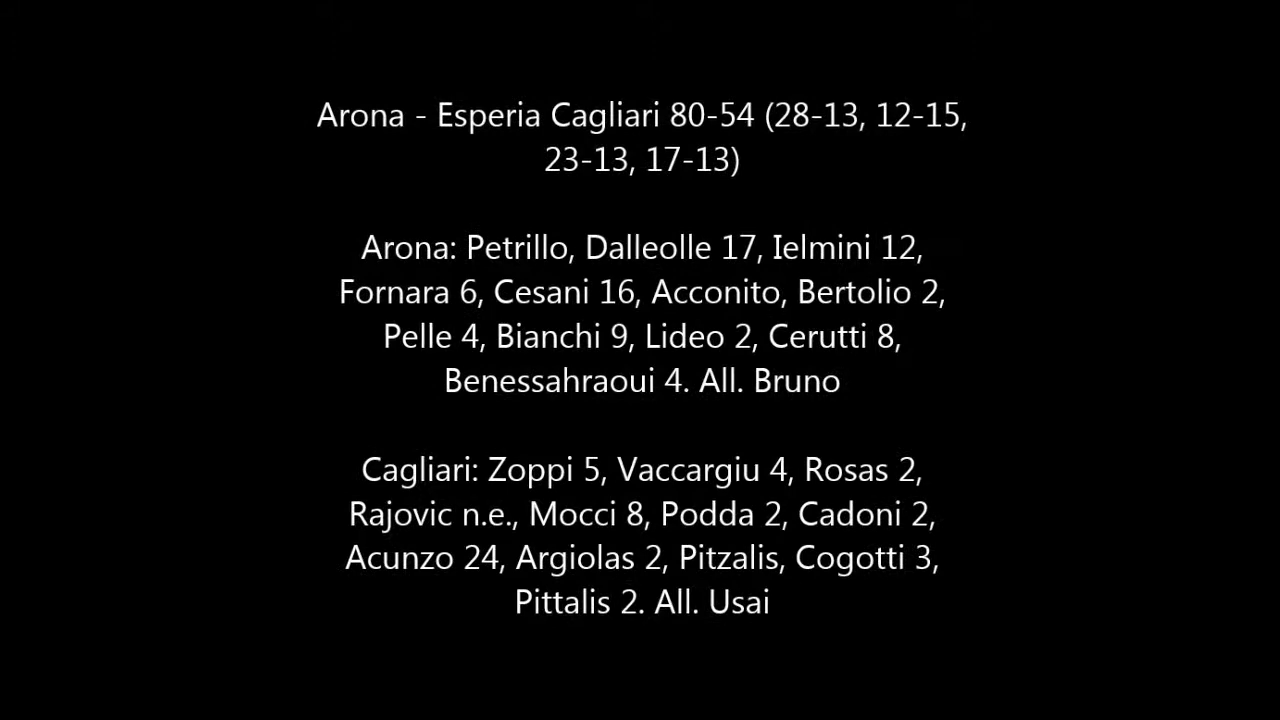 Arona - Esperia Cagliari 80-54 (28-13, 12-15,
23-13, 17-13)
Arona: Petrillo, Dalleolle 17, Ielmini 12,
Fornara 6, Cesani 16, Acconito, Bertolio 2,
Pelle 4, Bianchi 9, Lideo 2, Cerutti 8,
Benessahraoui 4. All. Bruno
Cagliari: Zoppi 5, Vaccargiu 4, Rosas 2,
Rajovic n.e., Mocci 8, Podda 2, Cadoni 2,
Acunzo 24, Argiolas 2, Pitzalis, Cogotti 3,
Pittalis 2. All. Usai